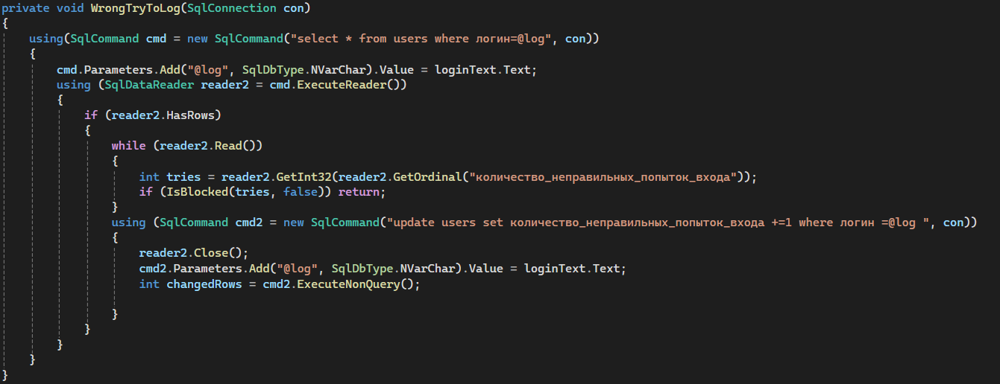 private void WrongTryToLog(SqlConnection con)
{
    using(SqlCommand cmd = new SqlCommand("select * from users where логин=@log", con))
    {
        cmd.Parameters.Add("@log", SqlDbType.NVarChar).Value = loginText.Text;
        using (SqlDataReader reader2 = cmd.ExecuteReader())
        {
            if (reader2.HasRows)
            {
                while (reader2.Read())
                {
                    int tries = reader2.GetInt32(reader2.GetOrdinal("количество_неправильных_попыток_входа"));
                    if (IsBlocked(tries, false)) return;
                }
                using (SqlCommand cmd2 = new SqlCommand("update users set количество_неправильных_попыток_входа +=1 where логин =@log ", con))
                {
                    reader2.Close();
                    cmd2.Parameters.Add("@log", SqlDbType.NVarChar).Value = loginText.Text;
                    int changedRows = cmd2.ExecuteNonQuery();

                }
            }
        }
    }
}